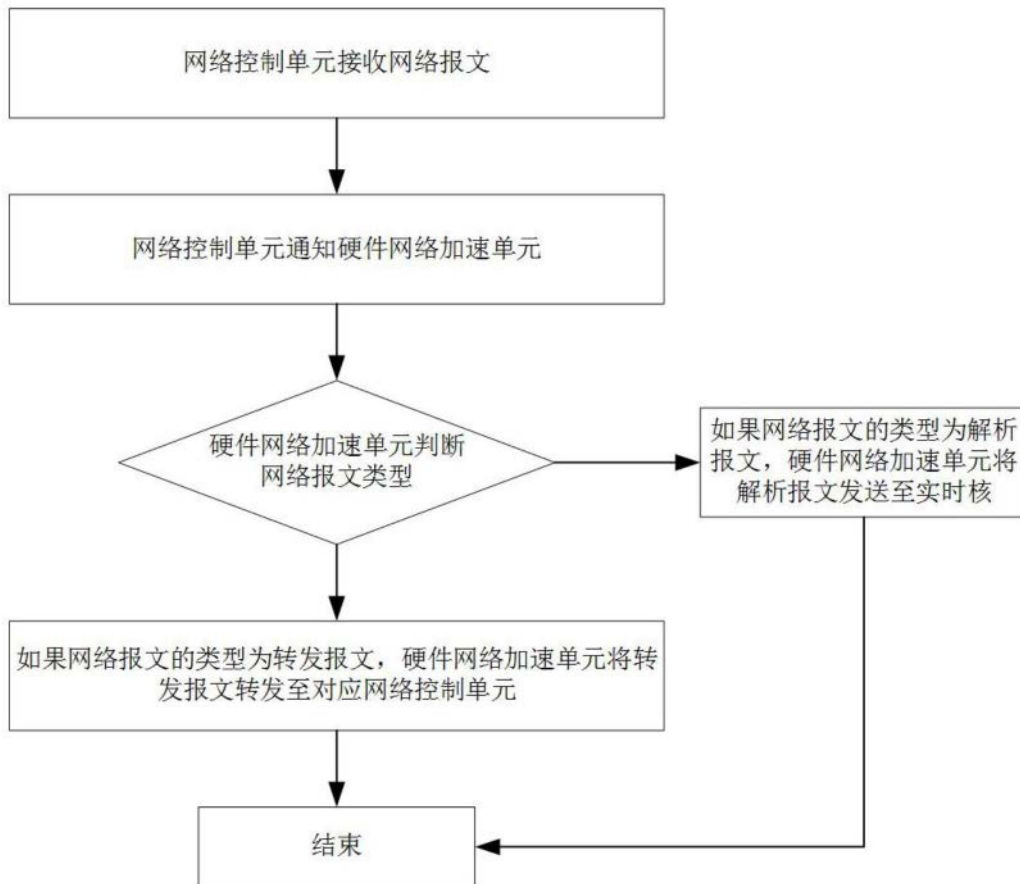 网络控制单元接收网络报文
网络控制单元通知硬件网络加速单元
硬件网络加速单元判断
网络报文类型
如果网络报文的类型为解析
报文，硬件网络加速单元将
解析报文发送至实时核
如果网络报文的类型为转发报文，硬件网络加速单元将转
发报文转发至对应网络控制单元
结束